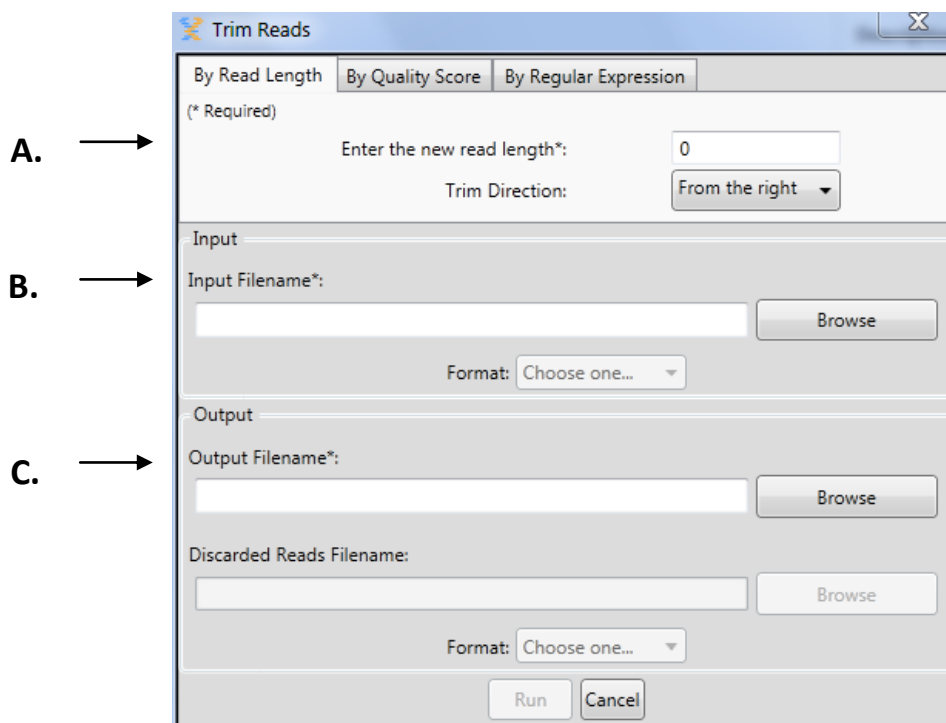 Trim Reads
By Read Length By Quality Score By Regular Expression
(* Required)
A.
Enter the new read length*: 0
Trim Direction: From the right
Input
B.
Input Filename*:
Browse
Format: Choose one...
Output
C.
Output Filename*:
Browse
Discarded Reads Filename:
Browse
Format: Choose one...
Run Cancel